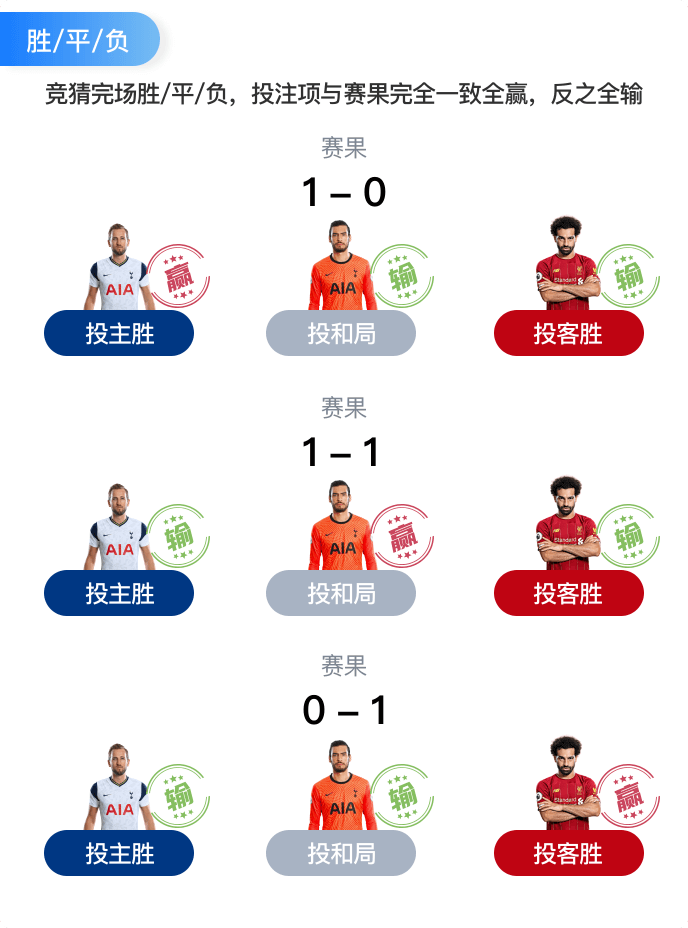 胜/平/负
竞猜完场胜/平/负，投注项与赛果完全一致全赢，反之全输
赛果
1 – 0
AIA 赢 AIA 输 Standard 输
投主胜 投和局 投客胜
赛果
1 – 1
AIA 输 AIA 赢 Standard 输
投主胜 投和局 投客胜
赛果
0 – 1
AIA 输 AIA 输 Standard 赢
投主胜 投和局 投客胜